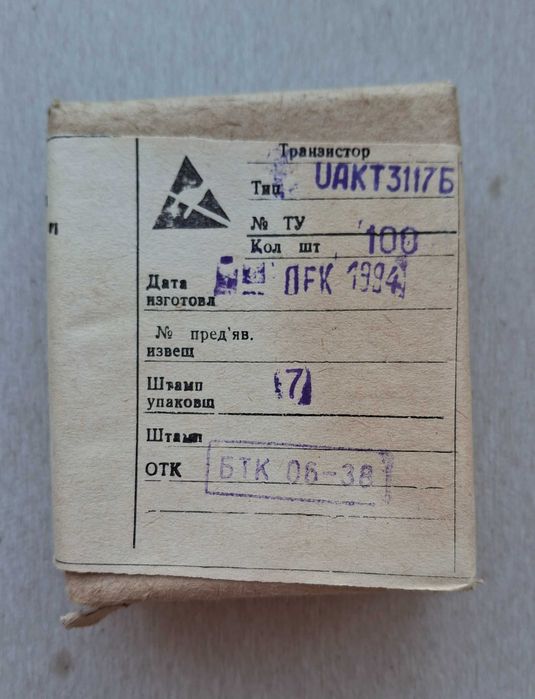 Транзистор
Тип UAKT3117Б
№ ТУ
Кол шт 100
Дата
изготовл
1994
№ пред'яв.
извещ
Штамп
упаковщ
7
Штамп
ОТК БТК 06-38